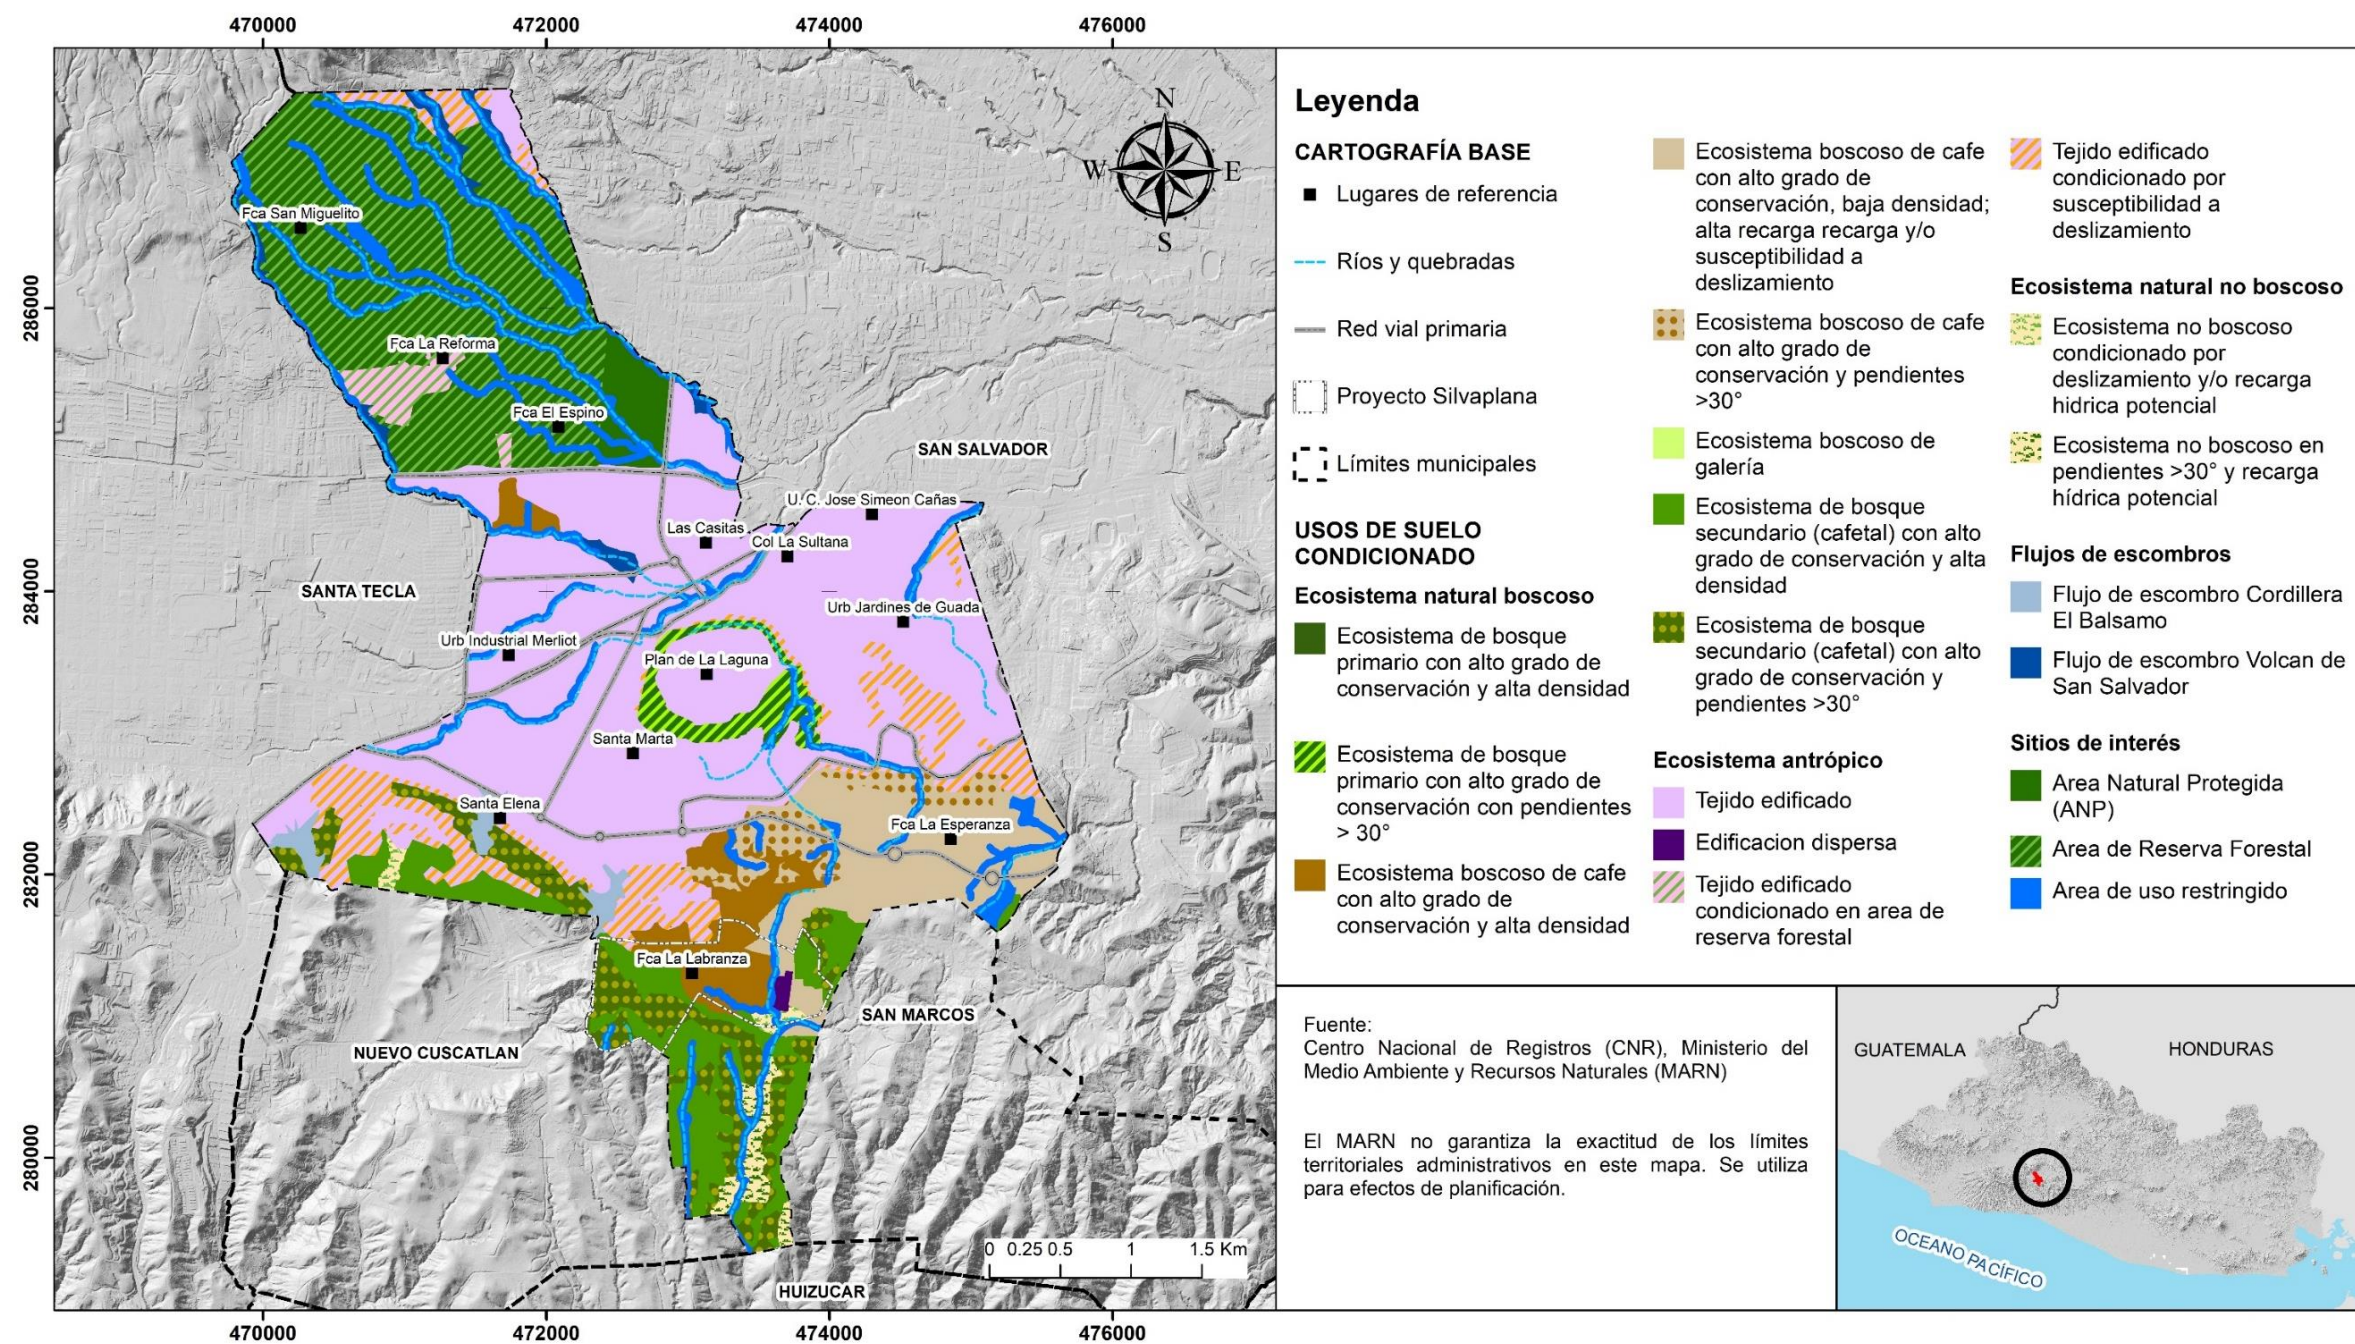 470000
472000
474000
476000
286000
284000
282000
280000
N
W
E
S
Fca San Miguelito
Fca La Reforma
Fca El Espino
SAN SALVADOR
U. C. Jose Simeon Cañas
Las Casitas
Col La Sultana
SANTA TECLA
Urb Jardines de Guada
Urb Industrial Merliot
Plan de La Laguna
Santa Marta
Santa Elena
Fca La Esperanza
Fca La Labranza
SAN MARCOS
NUEVO CUSCATLAN
0 0.25 0.5 1 1.5 Km
HUIZUCAR
470000
472000
474000
476000
Leyenda
CARTOGRAFÍA BASE
Lugares de referencia
Ríos y quebradas
Red vial primaria
Proyecto Silvaplana
Límites municipales
USOS DE SUELO
CONDICIONADO
Ecosistema natural boscoso
Ecosistema de bosque
primario con alto grado de
conservación y alta densidad
Ecosistema de bosque
primario con alto grado de
conservación con pendientes
> 30°
Ecosistema boscoso de cafe
con alto grado de
conservación y alta densidad
Ecosistema boscoso de cafe
con alto grado de
conservación, baja densidad;
alta recarga recarga y/o
susceptibilidad a
deslizamiento
Ecosistema boscoso de cafe
con alto grado de
conservación y pendientes
>30°
Ecosistema boscoso de
galería
Ecosistema de bosque
secundario (cafetal) con alto
grado de conservación y alta
densidad
Ecosistema de bosque
secundario (cafetal) con alto
grado de conservación y
pendientes >30°
Ecosistema antrópico
Tejido edificado
Edificacion dispersa
Tejido edificado
condicionado en area de
reserva forestal
Tejido edificado
condicionado por
susceptibilidad a
deslizamiento
Ecosistema natural no boscoso
Ecosistema no boscoso
condicionado por
deslizamiento y/o recarga
hidrica potencial
Ecosistema no boscoso en
pendientes >30° y recarga
hídrica potencial
Flujos de escombros
Flujo de escombro Cordillera
El Balsamo
Flujo de escombro Volcan de
San Salvador
Sitios de interés
Area Natural Protegida
(ANP)
Area de Reserva Forestal
Area de uso restringido
Fuente:
Centro Nacional de Registros (CNR), Ministerio del
Medio Ambiente y Recursos Naturales (MARN)
El MARN no garantiza la exactitud de los límites
territoriales administrativos en este mapa. Se utiliza
para efectos de planificación.
GUATEMALA
HONDURAS
OCEANO PACÍFICO